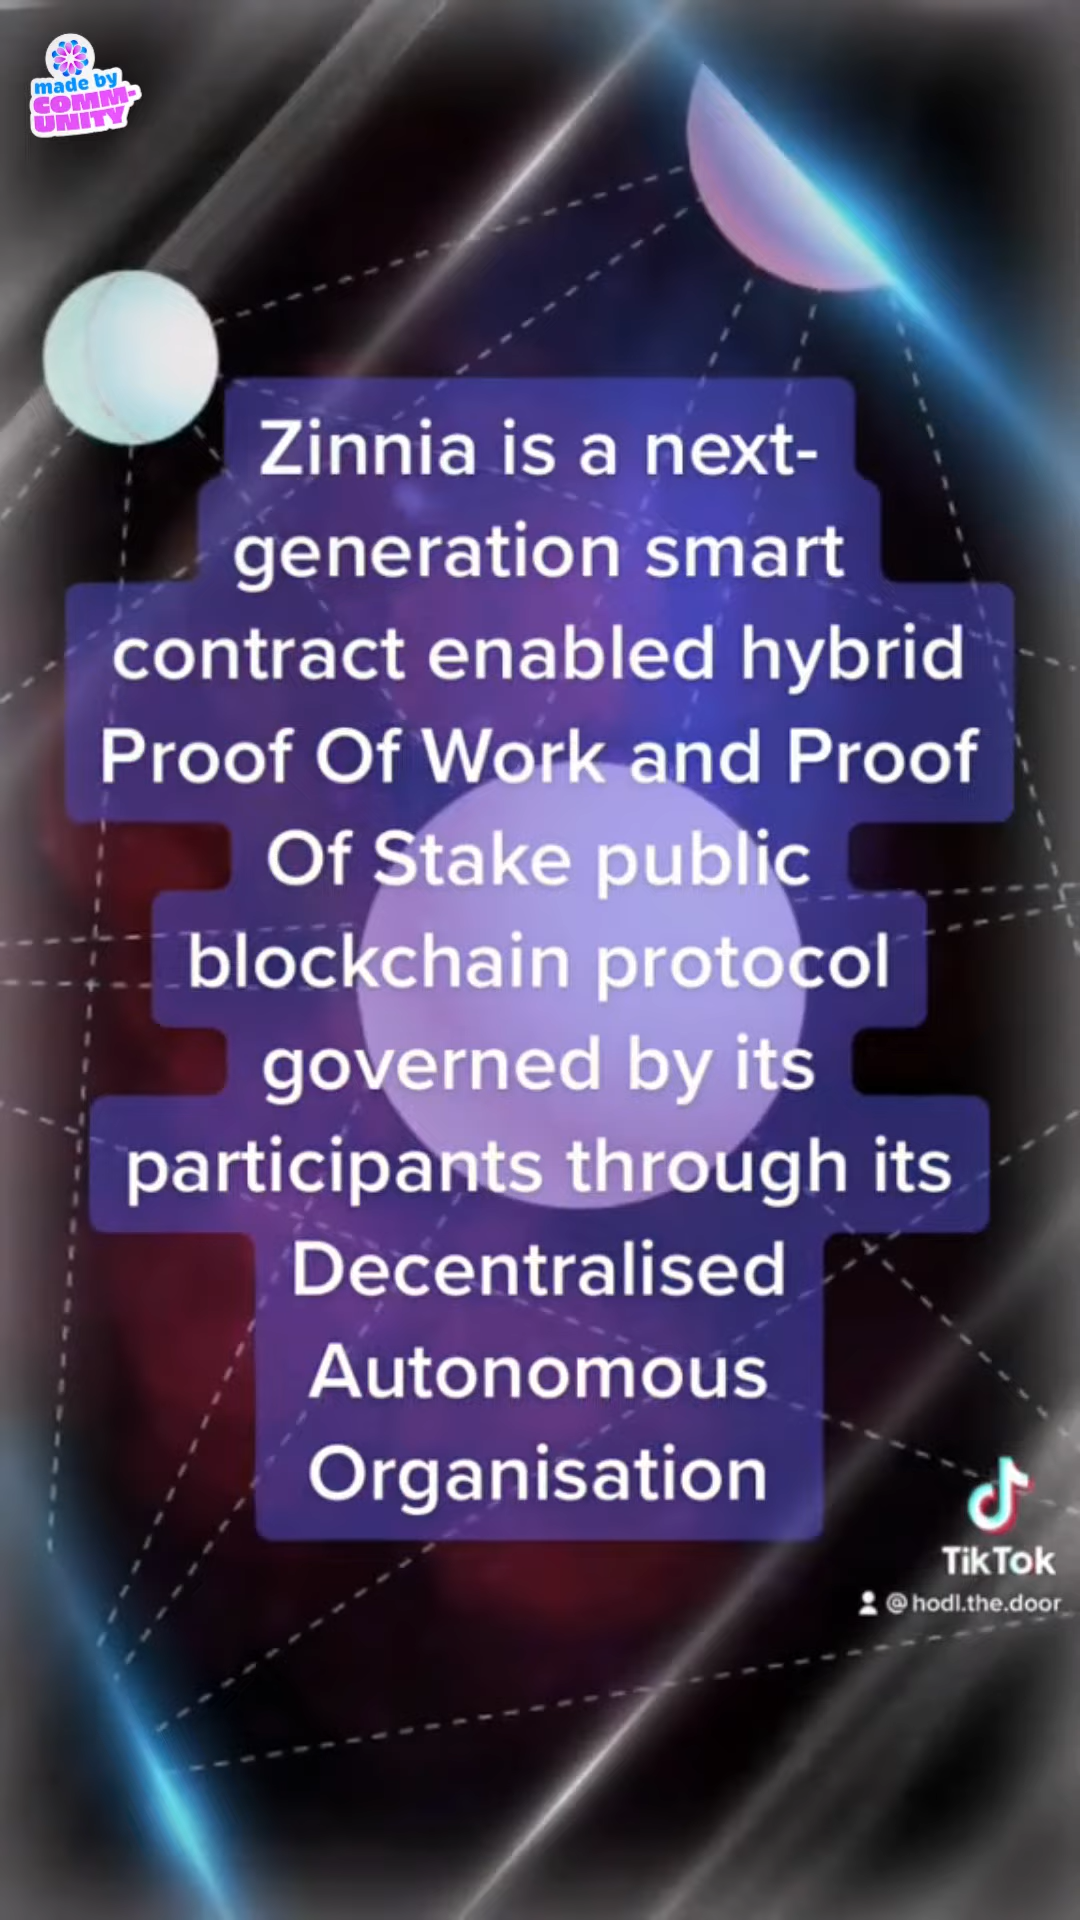 made by
COMM-
UNITY
Zinnia is a next-
generation smart
contract enabled hybrid
Proof Of Work and Proof
Of Stake public
blockchain protocol
governed by its
participants through its
Decentralised
Autonomous
Organisation
TikTok
@hodl.the.door